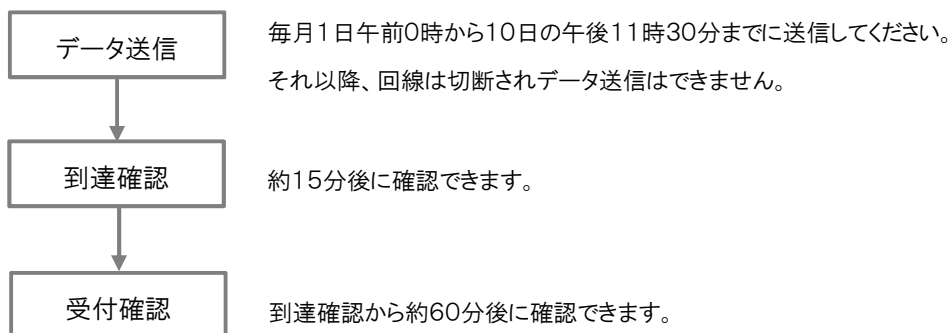 データ送信
毎月1日午前0時から10日の午後11時30分までに送信してください。
それ以降、回線は切断されデータ送信はできません。
到達確認
約15分後に確認できます。
受付確認
到達確認から約60分後に確認できます。